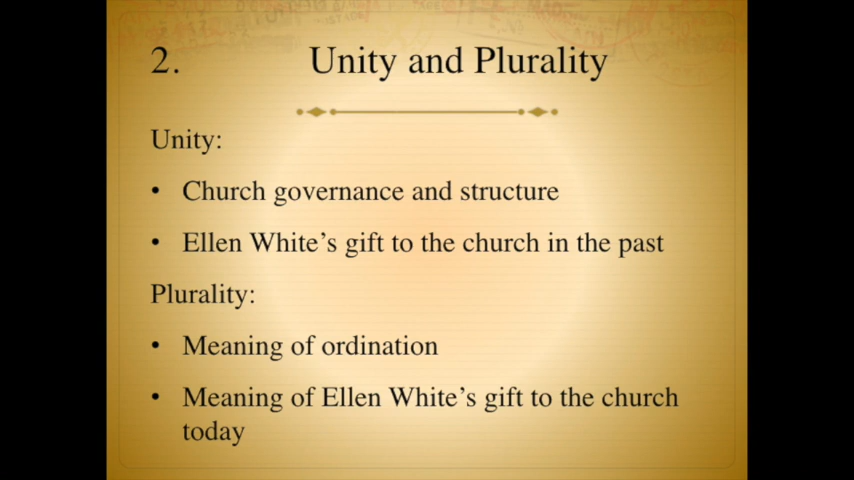 2. Unity and Plurality
Unity:
• Church governance and structure
• Ellen White’s gift to the church in the past
Plurality:
• Meaning of ordination
• Meaning of Ellen White’s gift to the church
today